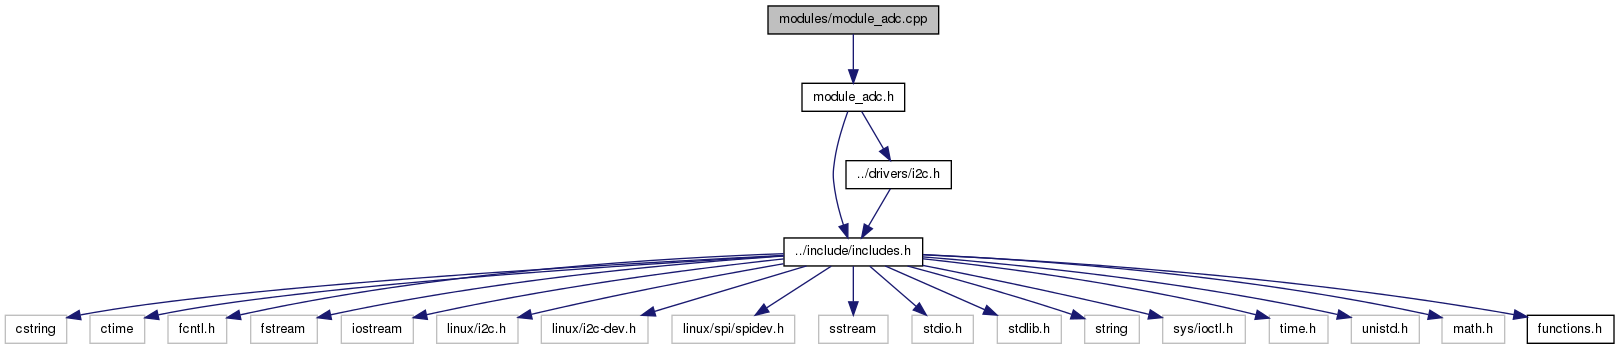 modules/module_adc.cpp
module_adc.h
../drivers/i2c.h
../include/includes.h
cstring
ctime
fcntl.h
fstream
iostream
linux/i2c.h
linux/i2c-dev.h
linux/spi/spidev.h
sstream
stdio.h
stdlib.h
string
sys/ioctl.h
time.h
unistd.h
math.h
functions.h